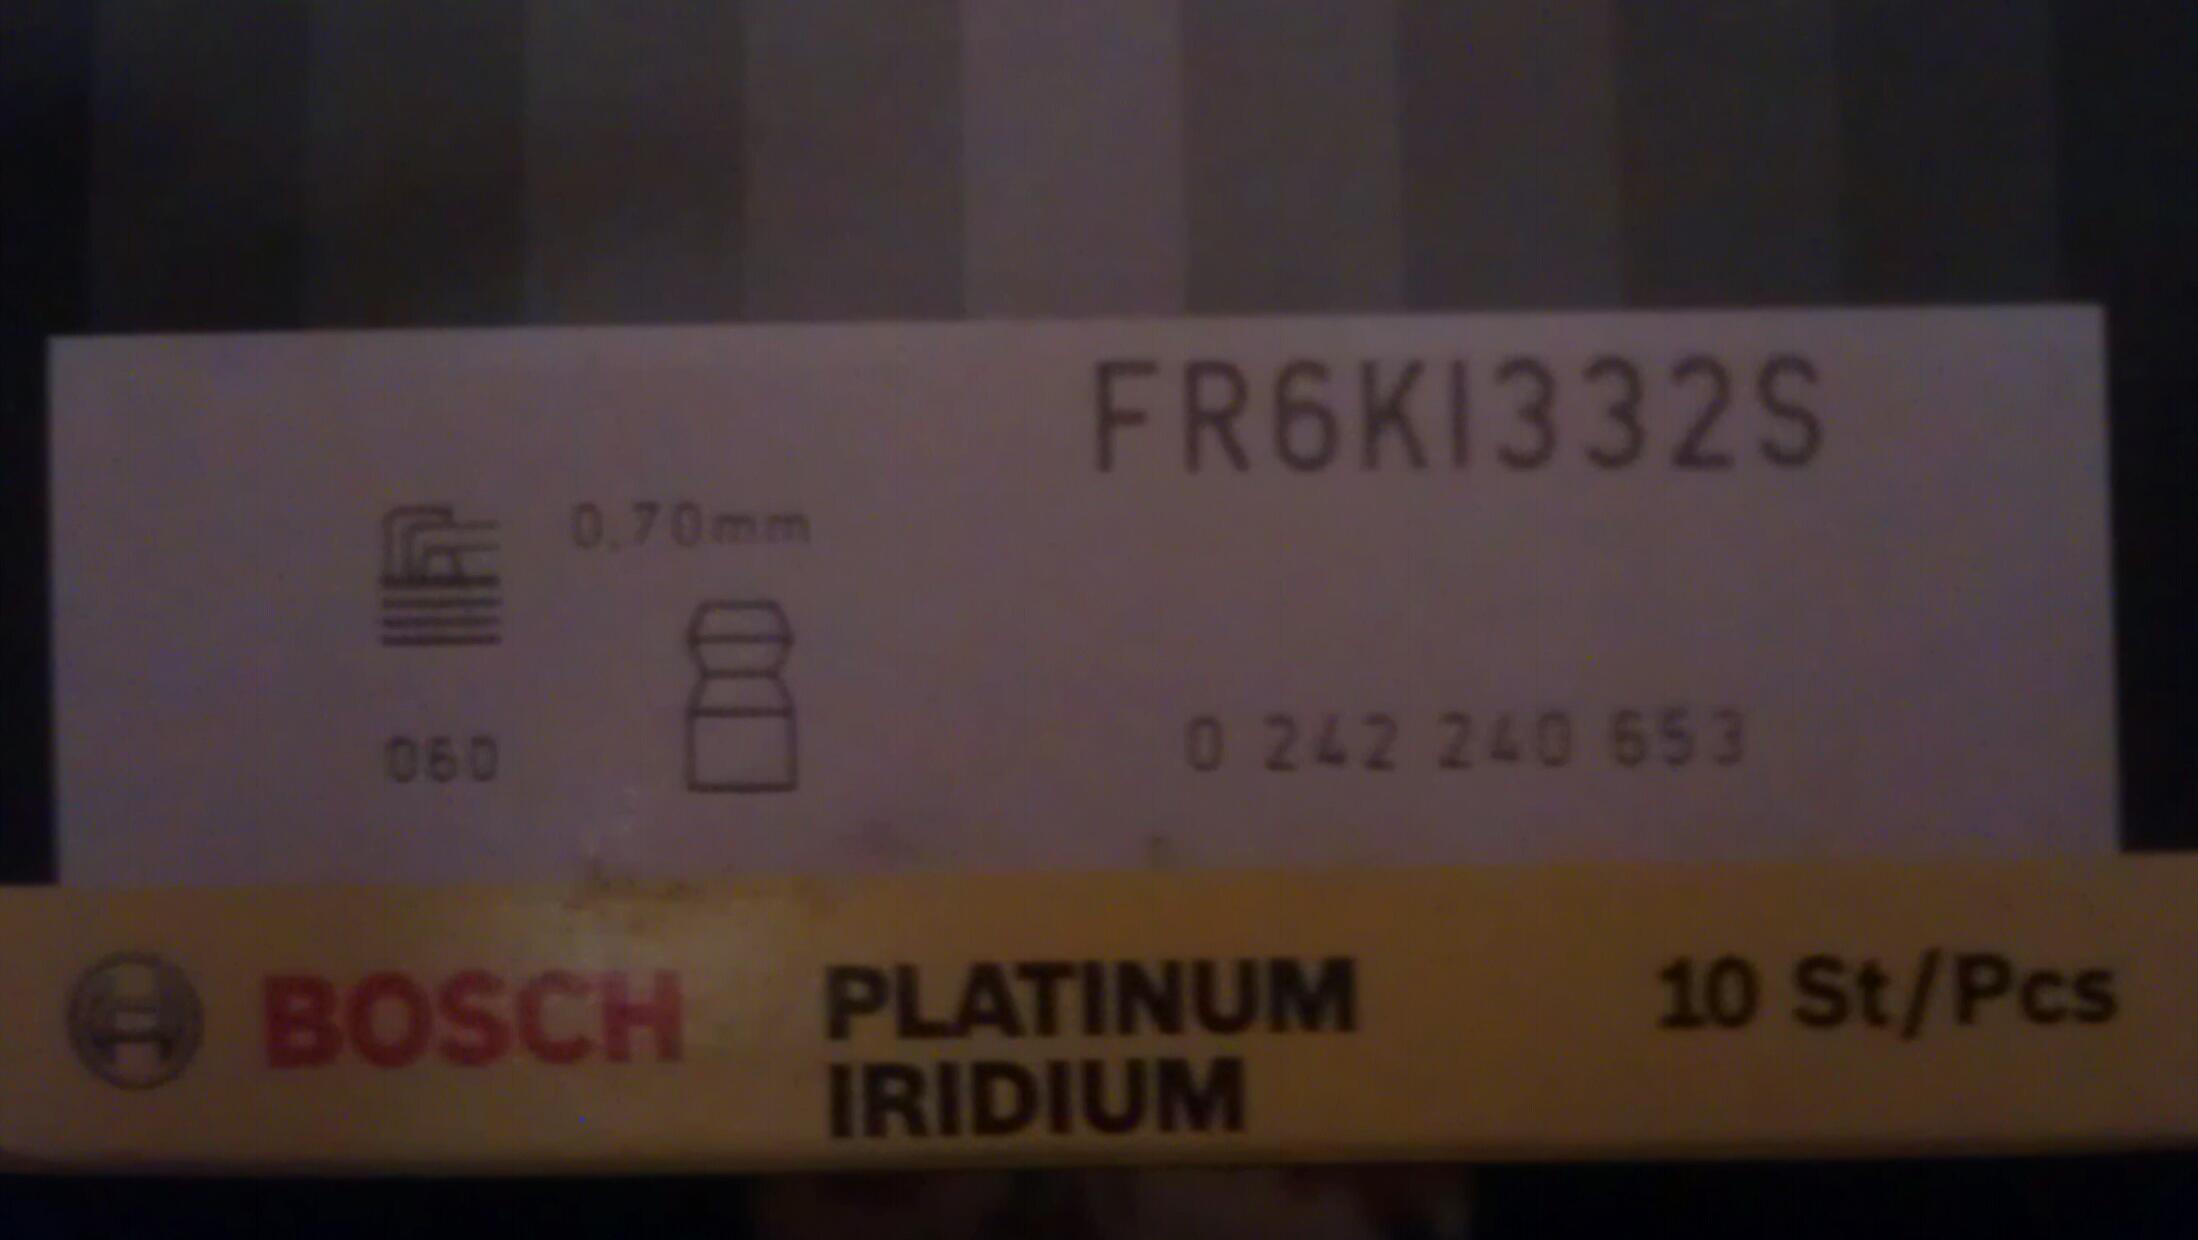 FR6KI332S
0,70mm
060
0 242 240 653
BOSCH
PLATINUM
IRIDIUM
10 St/Pcs